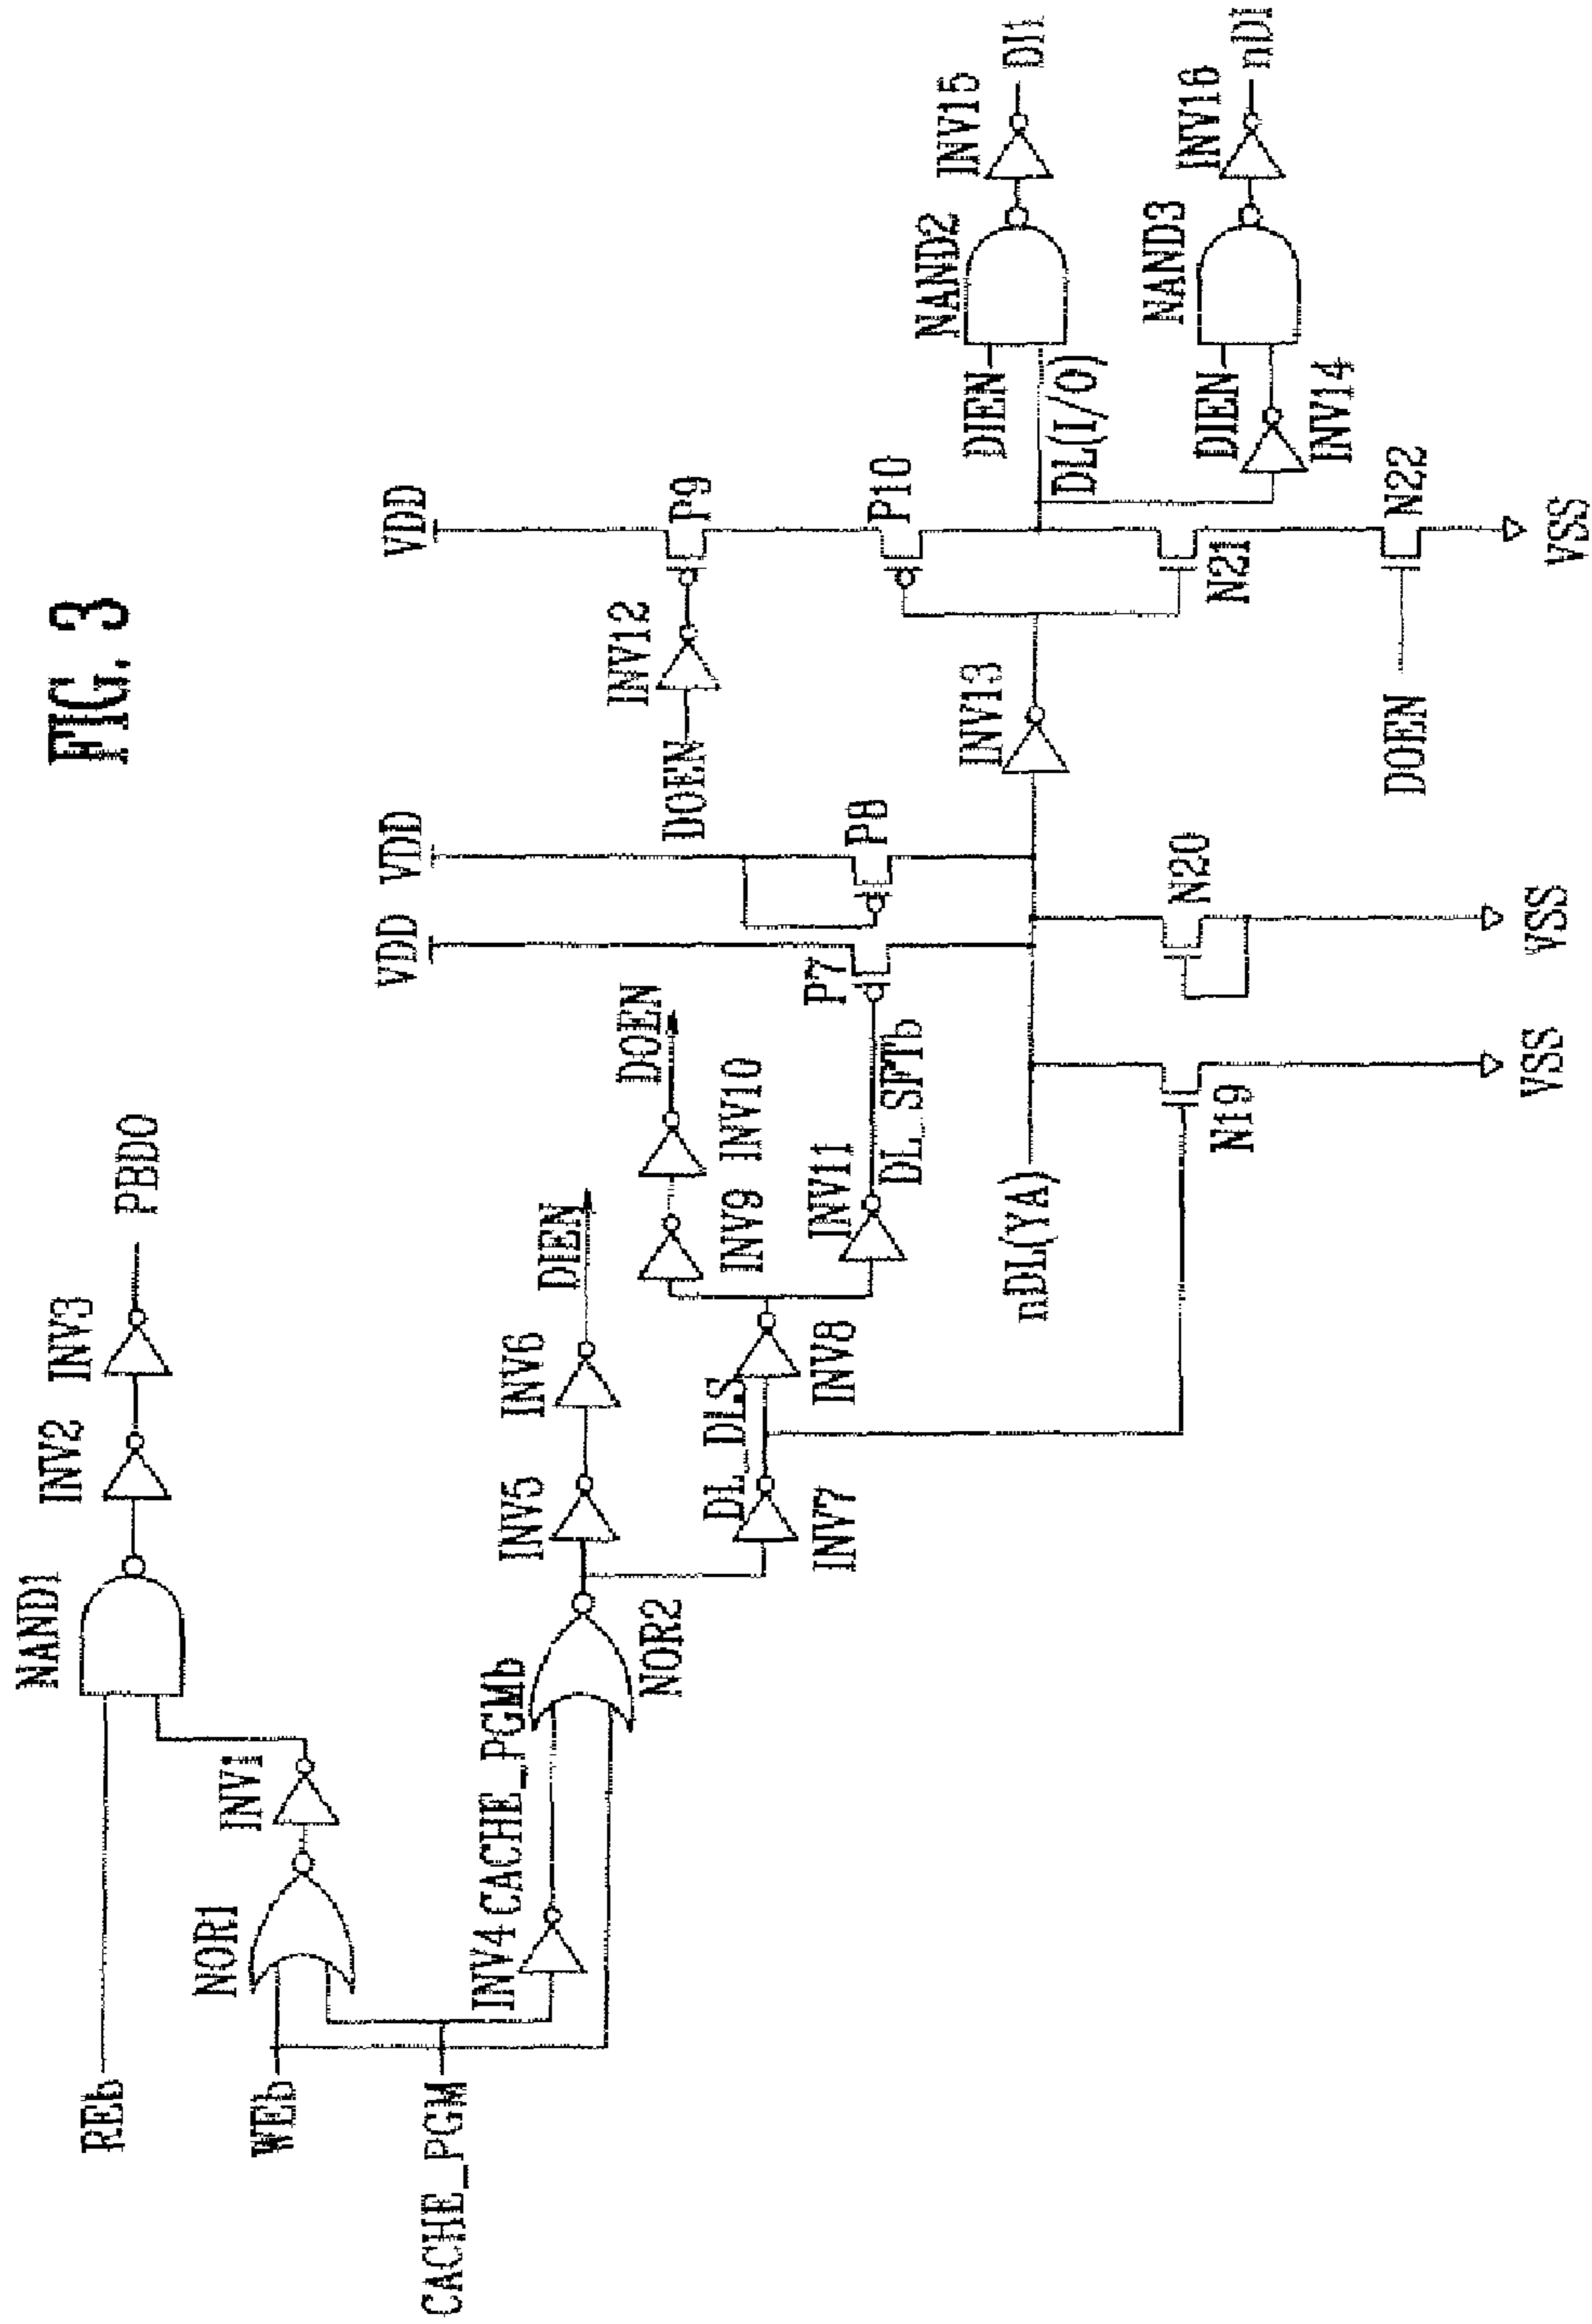 FIG. 3
REb
WEb
CACHE_PGM
NAND1
NOR1
INV1
INV2
INV3
PBDO
INV4
CACHE_PGMb
NOR2
INV5
INV6
DIEN
INV7
DL_DLS
INV8
INV9
INV10
DOEN
INV11
DL_SFTb
nDL(YA)
N19
VSS
VDD
P7
VDD
P8
N20
VSS
INV13
DOEN
INV12
VDD
P9
P10
N21
DOEN
N22
VSS
DL(I/O)
DIEN
NAND2
INV15
DI1
DIEN
INV14
NAND3
INV16
nDI